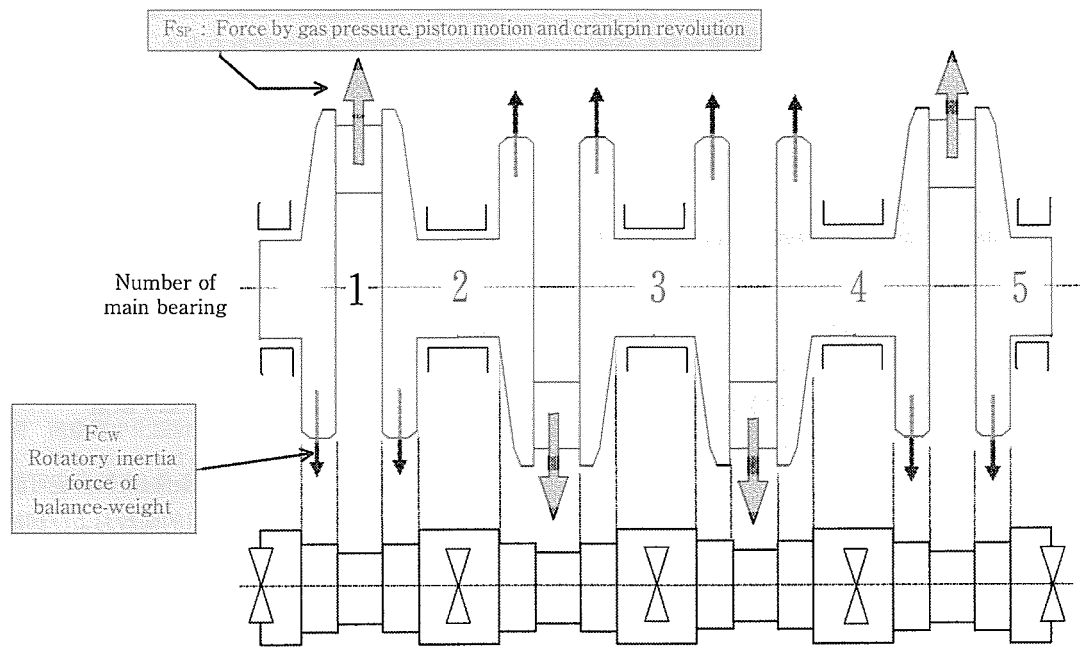 FSP : Force by gas pressure, piston motion and crankpin revolution
Number of
main bearing
1 2 3 4 5
FCW
Rotatory inertia
force of
balance-weight